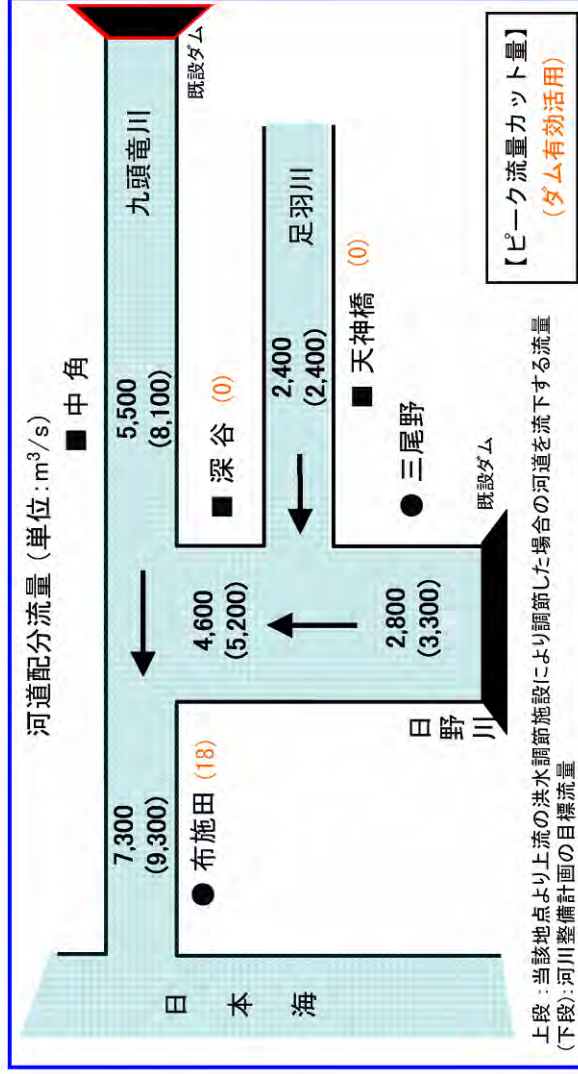 河道配分流量(単位:m³/s)
■中角
九頭竜川
既設ダム
5,500
(8,100)
7,300
(9,300)
日本海
●布施田(18)
■深谷(0)
4,600
(5,200)
足羽川
2,400
(2,400)
■天神橋(0)
●三尾野
2,800
(3,300)
既設ダム
日野川
【ピーク流量カット量】
(ダム有効活用)
上段:当該地点より上流の洪水調節施設により調節した場合の河道を流下する流量
(下段):河川整備計画の目標流量